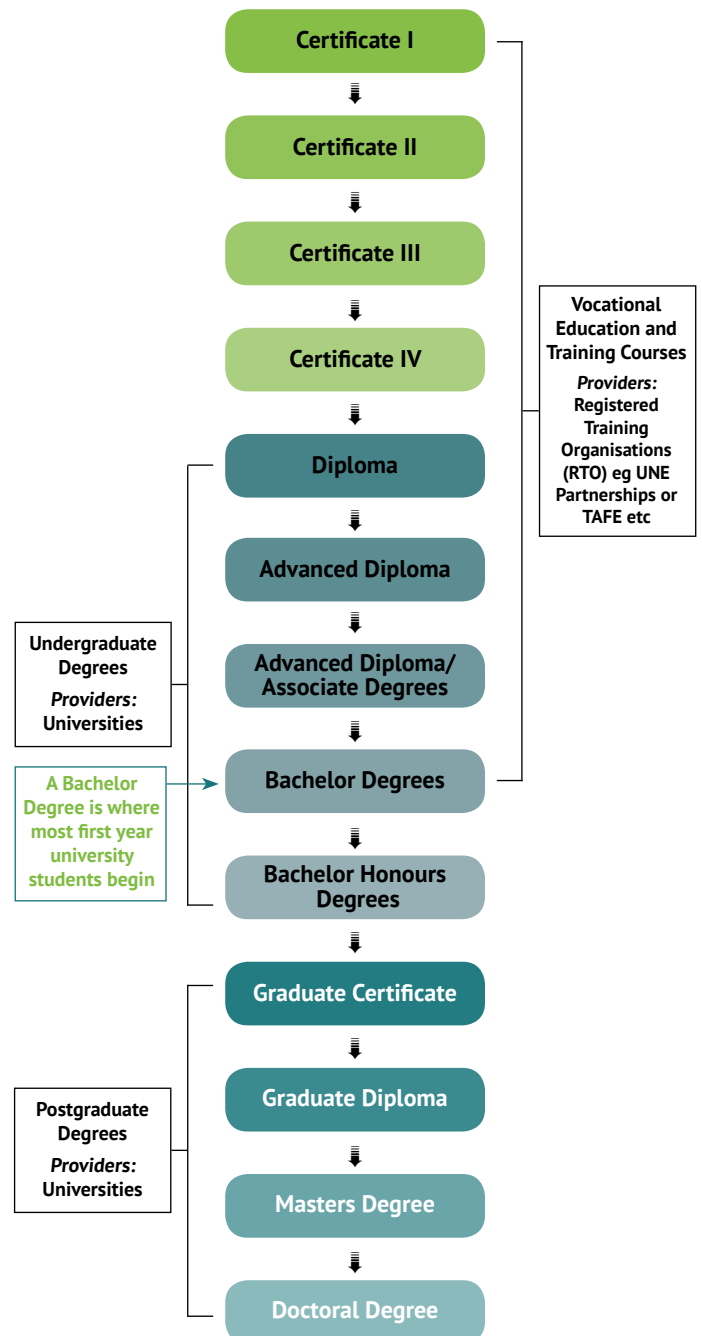 Certificate I
Certificate II
Certificate III
Certificate IV
Vocational
Education and
Training Courses
Providers:
Registered
Training
Organisations
(RTO) eg UNE
Partnerships or
TAFE etc
Diploma
Advanced Diploma
Undergraduate
Degrees
Providers:
Universities
Advanced Diploma/
Associate Degrees
A Bachelor
Degree is where
most first year
university
students begin
Bachelor Degrees
Bachelor Honours
Degrees
Graduate Certificate
Graduate Diploma
Postgraduate
Degrees
Providers:
Universities
Masters Degree
Doctoral Degree